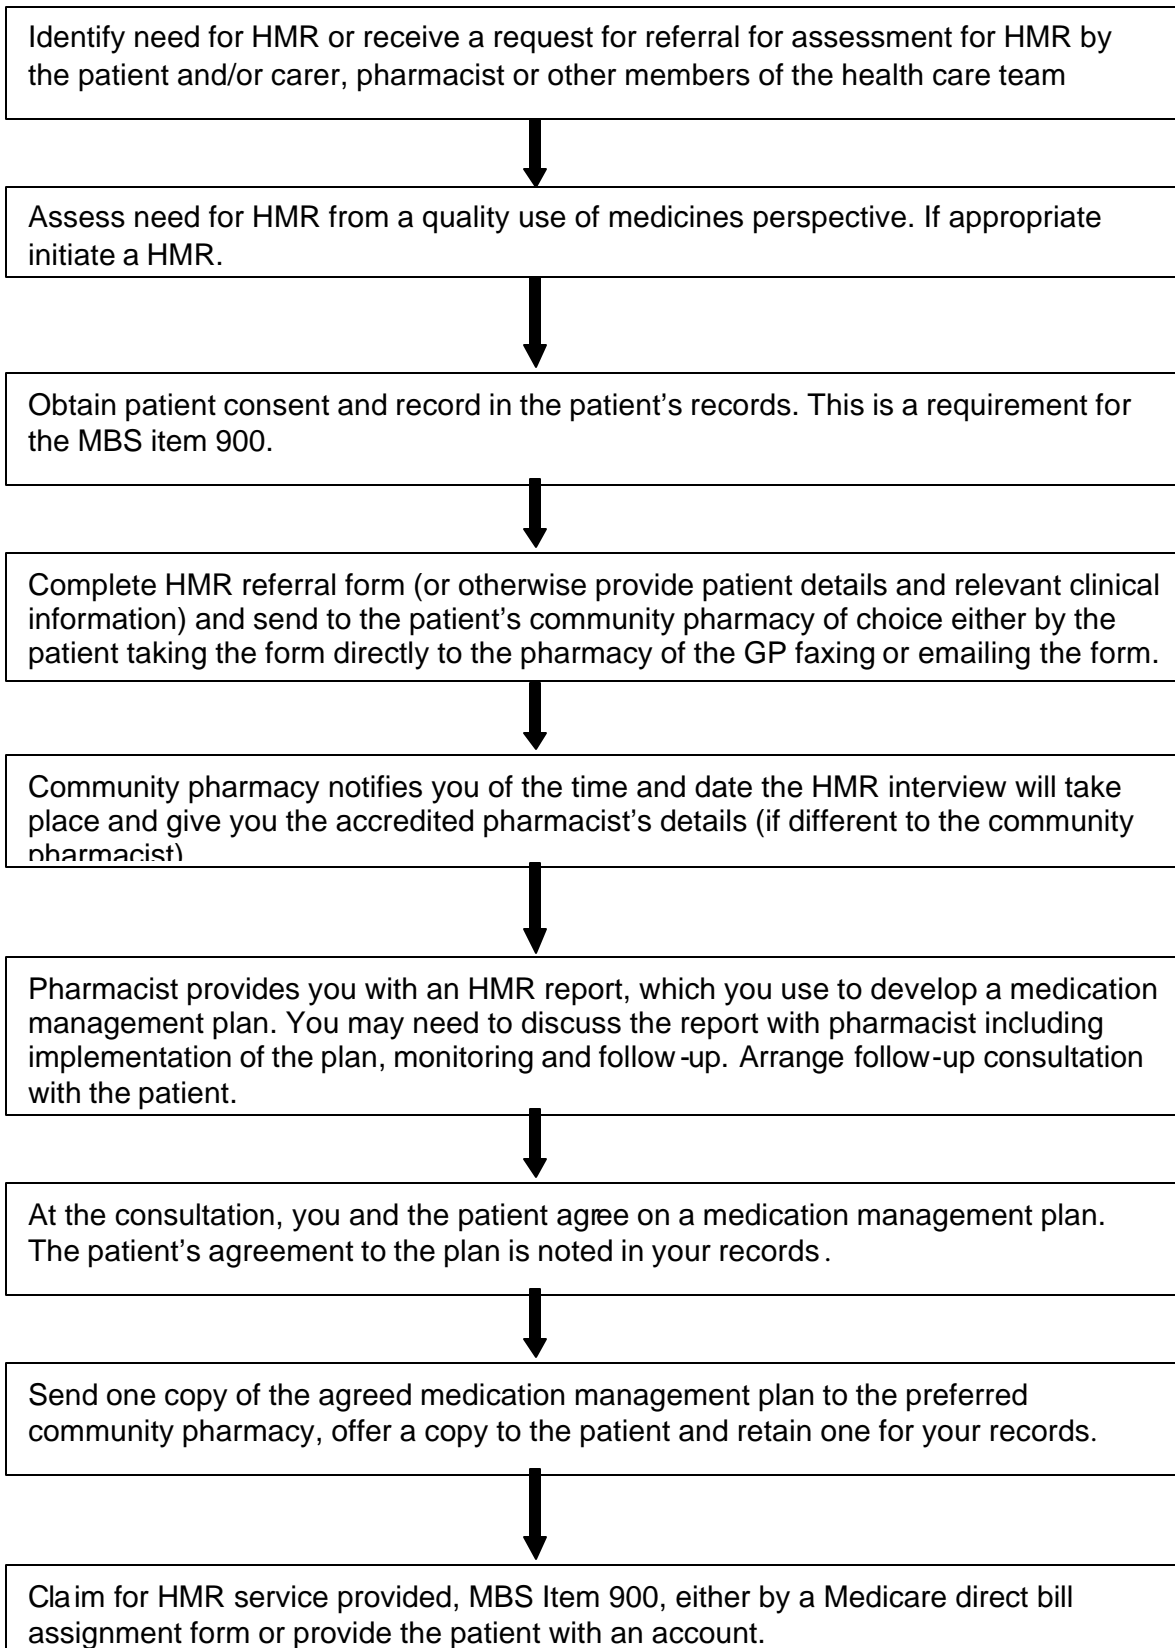 Identify need for HMR or receive a request for referral for assessment for HMR by
the patient and/or carer, pharmacist or other members of the health care team
Assess need for HMR from a quality use of medicines perspective. If appropriate
initiate a HMR.
Obtain patient consent and record in the patient's records. This is a requirement for
the MBS item 900.
Complete HMR referral form (or otherwise provide patient details and relevant clinical
information) and send to the patient's community pharmacy of choice either by the
patient taking the form directly to the pharmacy of the GP faxing or emailing the form.
Community pharmacy notifies you of the time and date the HMR interview will take
place and give you the accredited pharmacist's details (if different to the community
pharmacist)
Pharmacist provides you with an HMR report, which you use to develop a medication
management plan. You may need to discuss the report with pharmacist including
implementation of the plan, monitoring and follow-up. Arrange follow-up consultation
with the patient.
At the consultation, you and the patient agree on a medication management plan.
The patient's agreement to the plan is noted in your records.
Send one copy of the agreed medication management plan to the preferred
community pharmacy, offer a copy to the patient and retain one for your records.
Claim for HMR service provided, MBS Item 900, either by a Medicare direct bill
assignment form or provide the patient with an account.